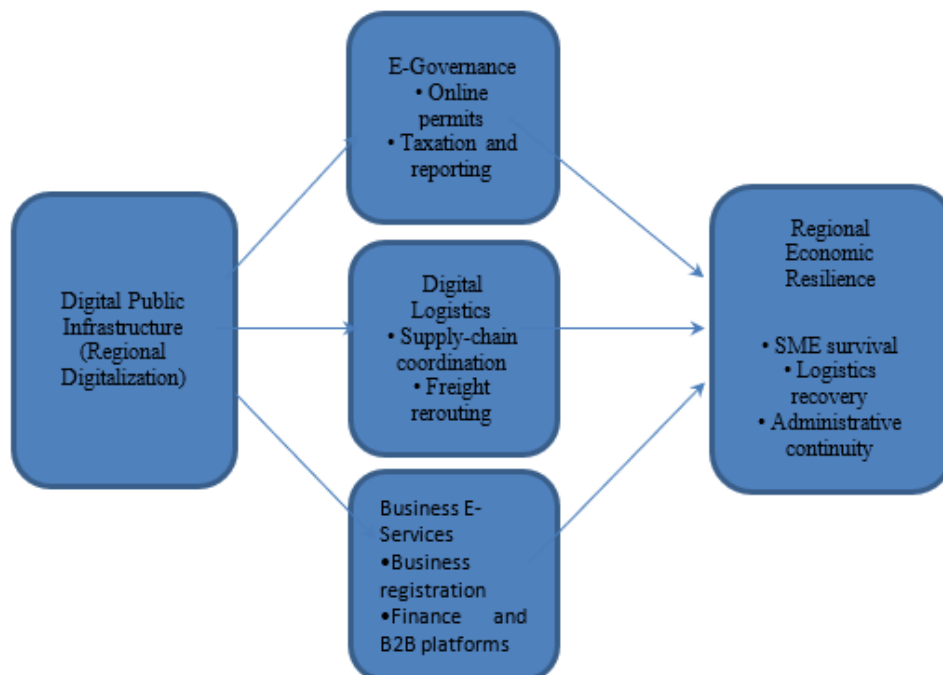 E-Governance
• Online
permits
• Taxation and
reporting
Digital Public
Infrastructure
(Regional
Digitalization)
Digital
Logistics
• Supply-chain
coordination
• Freight
rerouting
Business E-
Services
•Business
registration
•Finance and
B2B platforms
Regional
Economic
Resilience
• SME survival
• Logistics
recovery
• Administrative
continuity